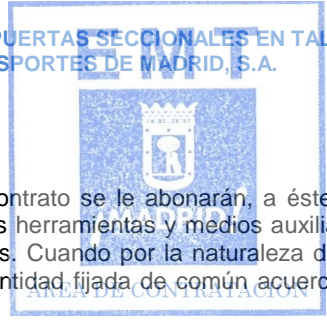 PUERTAS SECCIONALES EN TAL
SPORTES DE MADRID, S.A.
EMT
¡MADRID!
ontrato se le abonarán, a éste
s herramientas y medios auxilia
s. Cuando por la naturaleza d
ntidad fijada de común acuerd
AREA DE CONTRATACION